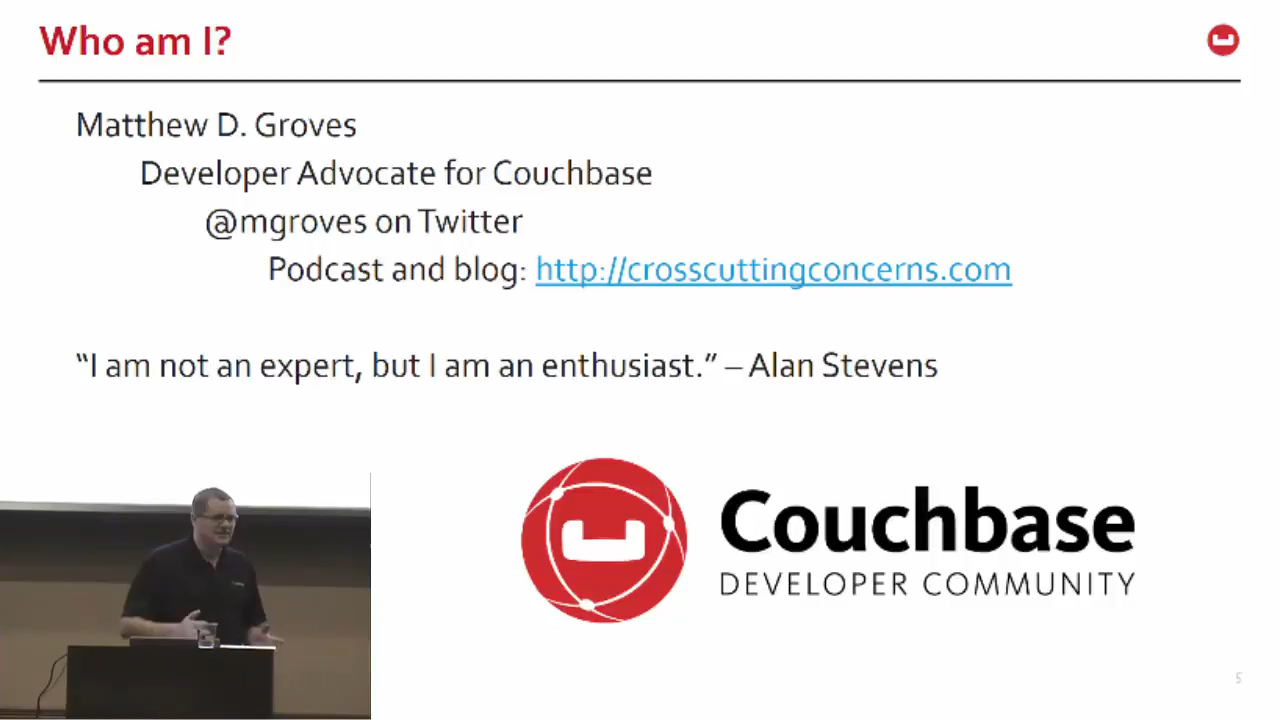 Who am I?
Matthew D. Groves
Developer Advocate for Couchbase
@mgroves on Twitter
Podcast and blog: http://crosscuttingconcerns.com
“I am not an expert, but I am an enthusiast.” – Alan Stevens
Couchbase
DEVELOPER COMMUNITY
5